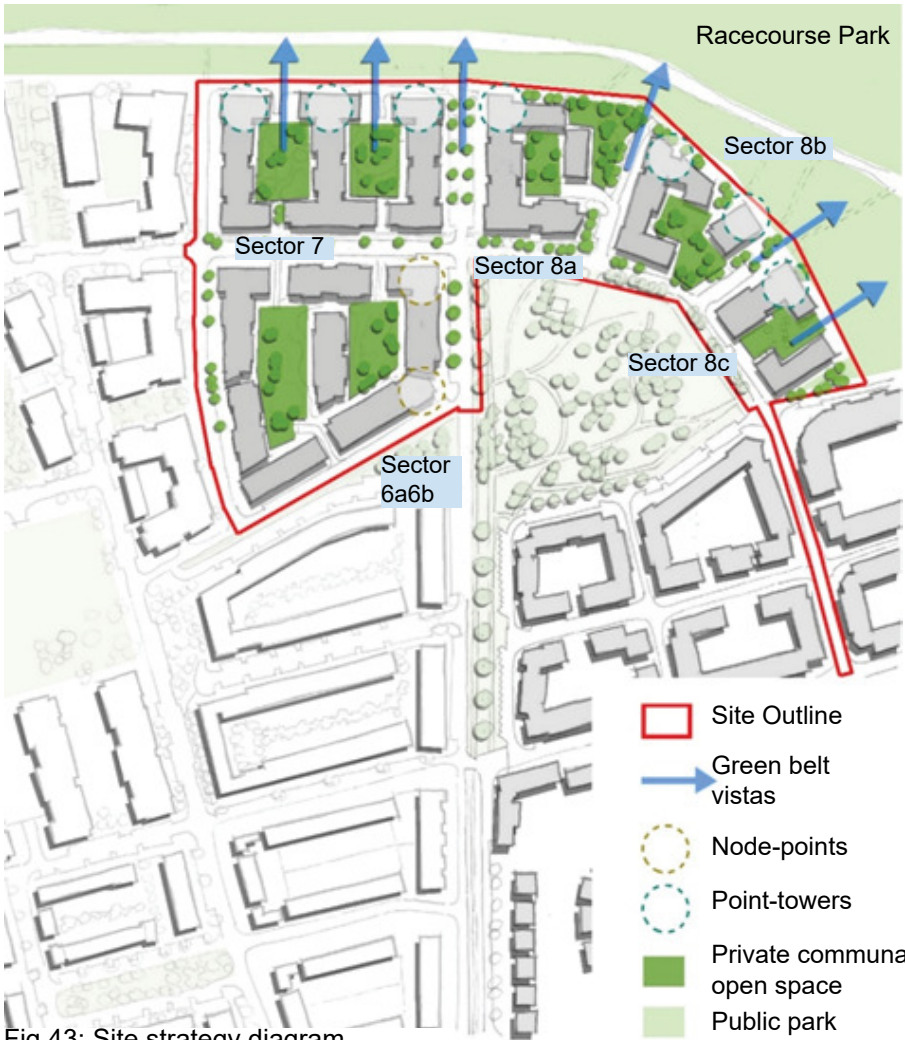 Racecourse Park
Sector 8b
Sector 7
Sector 8a
Sector 8c
Sector
6a6b
Site Outline
Green belt
vistas
Node-points
Point-towers
Private communa
open space
Public park
Fig 43: Site strategy diagram